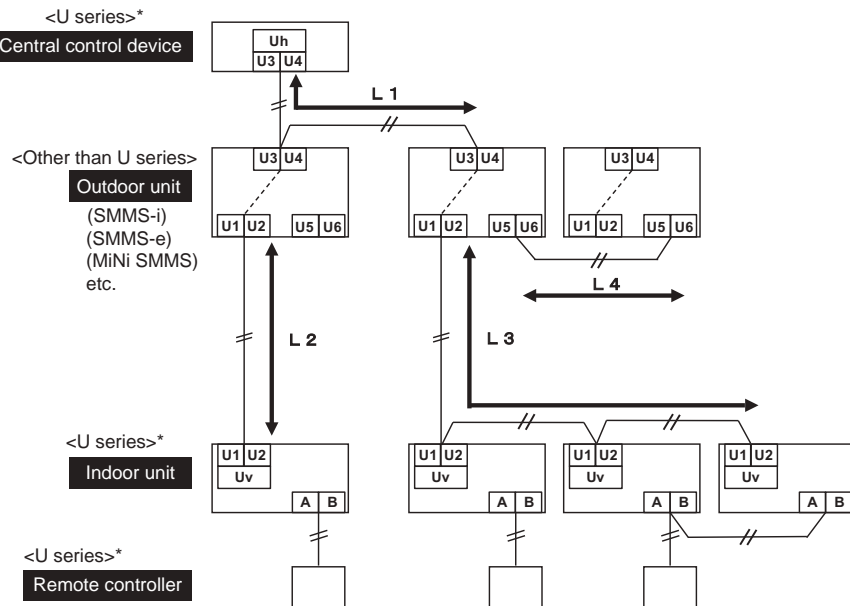 <U series>*
Central control device
Uh
U3 U4
L 1
<Other than U series>
Outdoor unit
(SMMS-i)
(SMMS-e)
(MiNi SMMS)
etc.
U3 U4
U1 U2
U5 U6
U3 U4
U1 U2
U5 U6
U3 U4
U1 U2
U5 U6
L 4
L 2
L 3
<U series>*
Indoor unit
U1 U2
Uv
A B
U1 U2
Uv
A B
U1 U2
Uv
A B
U1 U2
Uv
A B
<U series>*
Remote controller